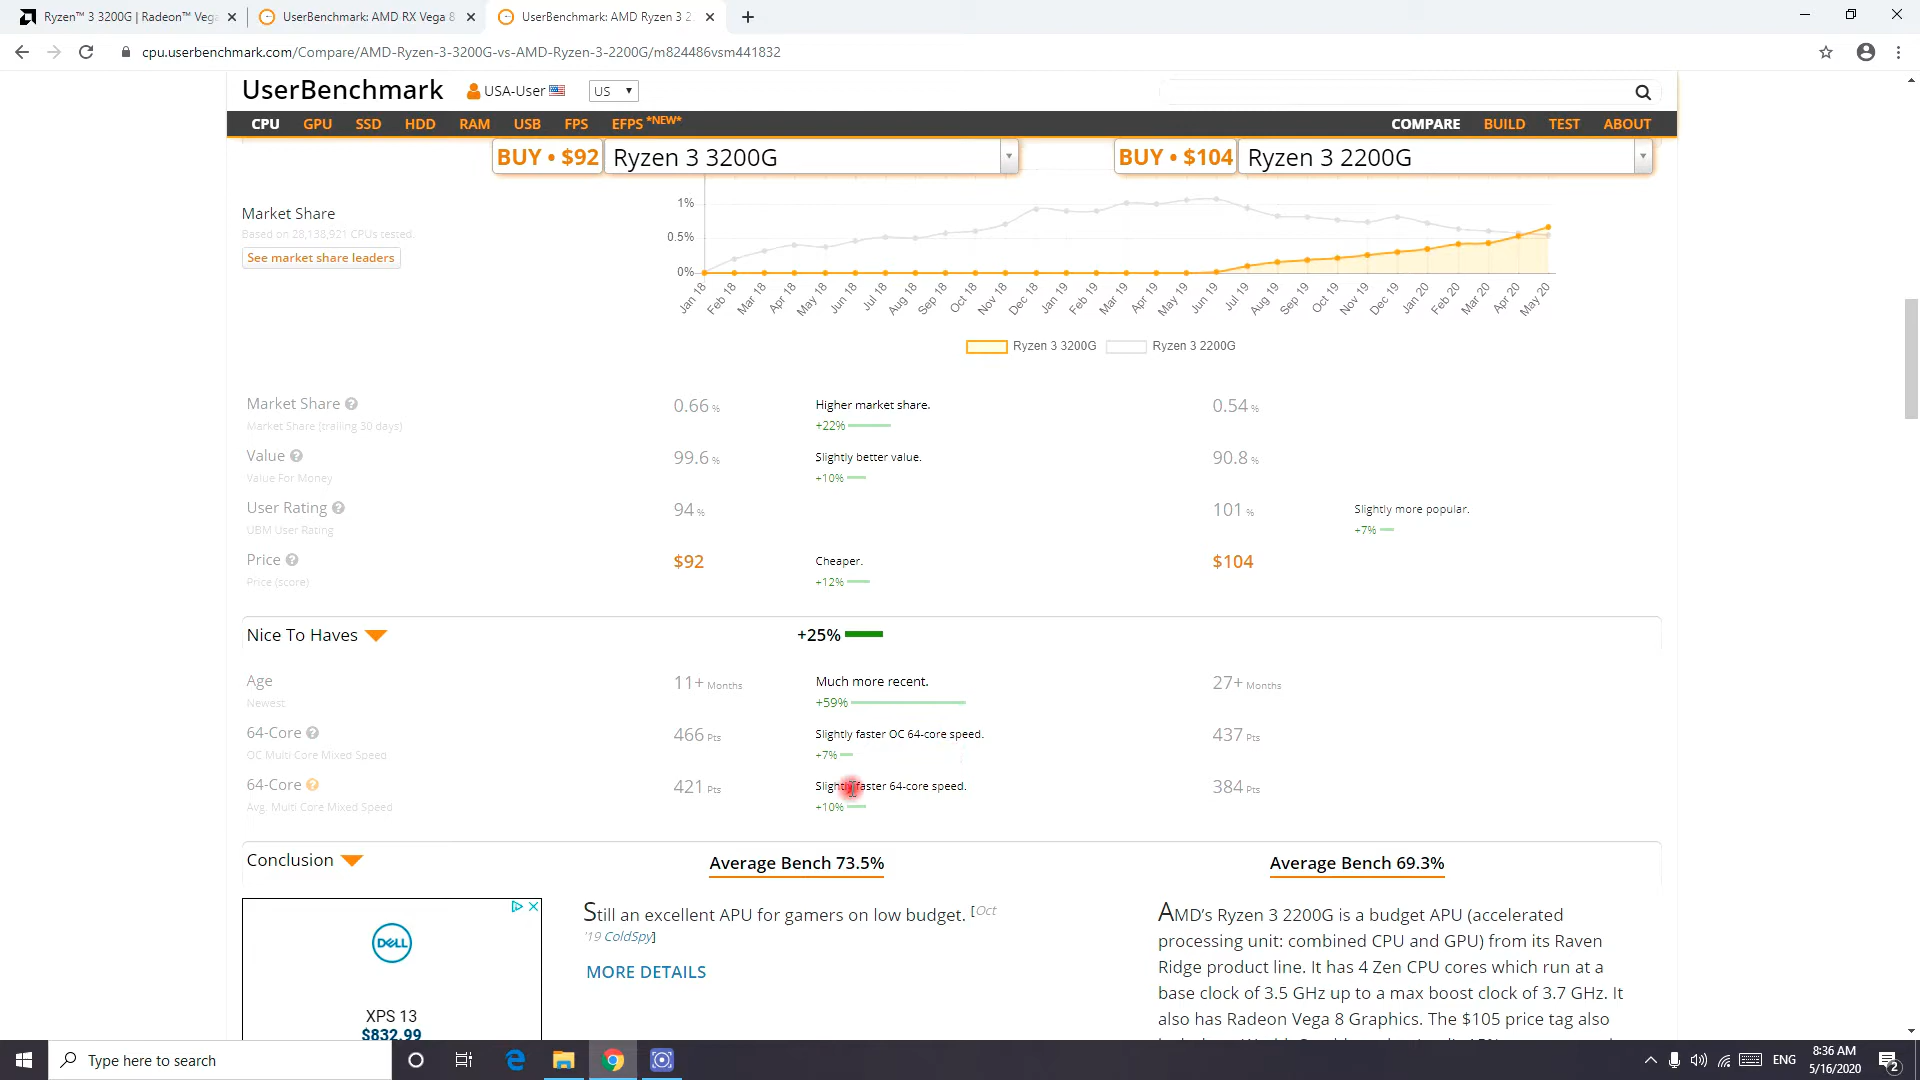 Ryzen™ 3 3200G | Radeon™ Vega
UserBenchmark: AMD RX Vega 8
UserBenchmark: AMD Ryzen 3 2
cpu.userbenchmark.com/Compare/AMD-Ryzen-3-3200G-vs-AMD-Ryzen-3-2200G/m824486vsm441832
UserBenchmark USA-User US
CPU GPU SSD HDD RAM USB FPS EFPS *NEW* COMPARE BUILD TEST ABOUT
BUY • $92 Ryzen 3 3200G BUY • $104 Ryzen 3 2200G
Market Share
Based on 28,136,921 CPUs tested.
See market share leaders
1%
0.5%
0%
Jan 18 Feb 18 Mar 18 Apr 18 May 18 Jun 18 Jul 18 Aug 18 Sep 18 Oct 18 Nov 18 Dec 18 Jan 19 Feb 19 Mar 19 Apr 19 May 19 Jun 19 Jul 19 Aug 19 Sep 19 Oct 19 Nov 19 Dec 19 Jan 20 Feb 20 Mar 20 Apr 20 May 20
Ryzen 3 3200G Ryzen 3 2200G
Market Share 0.66 % Higher market share. 0.54 %
Market Share (trailing 30 days) +22%
Value 99.6 % Slightly better value. 90.8 %
Value For Money +10%
User Rating 94 % 101 % Slightly more popular.
UBM User Rating +7%
Price $92 Cheaper. $104
Price (score) +12%
Nice To Haves +25%
Age 11+ Months Much more recent. 27+ Months
Newest +59%
64-Core 466 Pts Slightly faster OC 64-core speed. 437 Pts
OC Multi Core Mixed Speed +7%
64-Core 421 Pts Slightly faster 64-core speed. 384 Pts
Avg. Multi Core Mixed Speed +10%
Conclusion Average Bench 73.5% Average Bench 69.3%
DELL
XPS 13
$832.99
Still an excellent APU for gamers on low budget. [Oct
'19 ColdSpy]
MORE DETAILS
AMD's Ryzen 3 2200G is a budget APU (accelerated
processing unit: combined CPU and GPU) from its Raven
Ridge product line. It has 4 Zen CPU cores which run at a
base clock of 3.5 GHz up to a max boost clock of 3.7 GHz. It
also has Radeon Vega 8 Graphics. The $105 price tag also
Type here to search
ENG
8:36 AM
5/16/2020
2